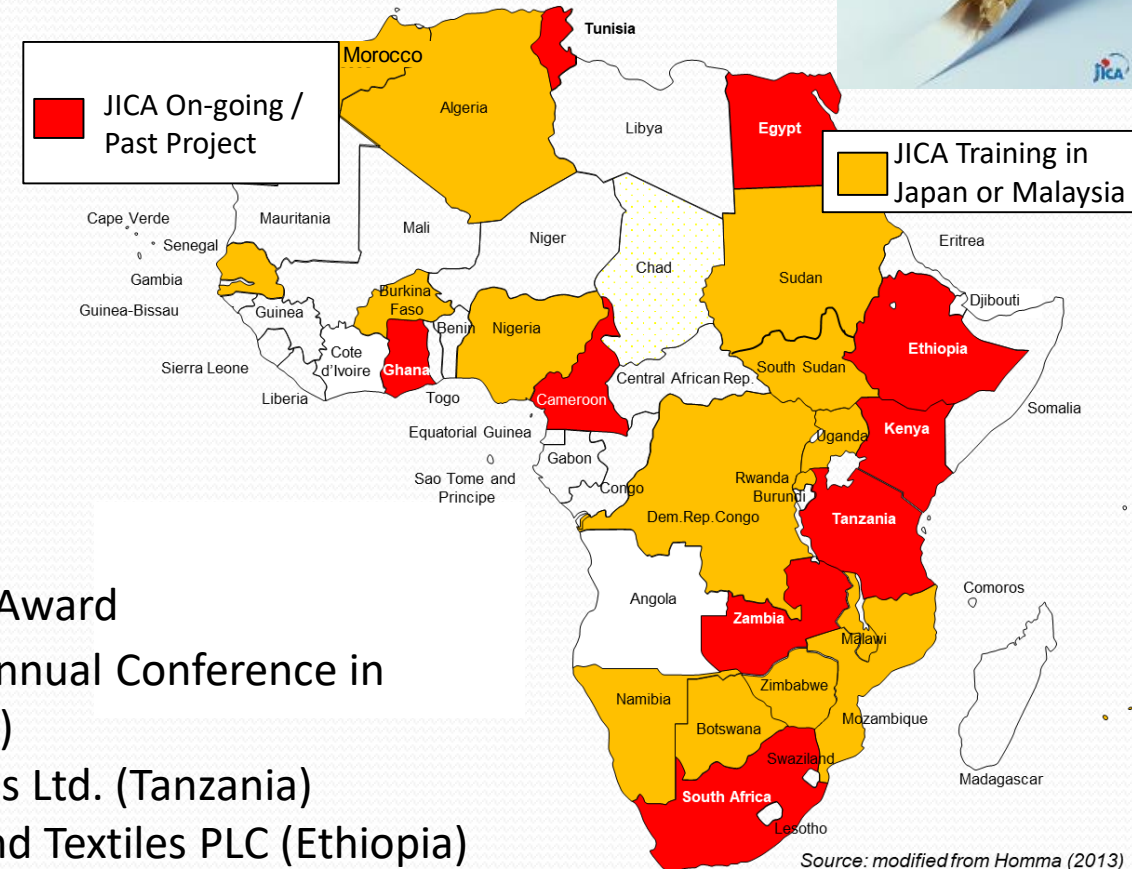 Tunisia
Morocco
JICA On-going /
Past Project
Algeria
Libya
Egypt
jICA
JICA Training in
Japan or Malaysia
Cape Verde
Mauritania
Mali
Niger
Chad
Sudan
Eritrea
Senegal
Gambia
Guinea-Bissau
Guinea
Burkina
Faso
Benin
Nigeria
Djibouti
Sierra Leone
Cote
d'Ivoire
Ghana
Cameroon
Central African Rep.
South Sudan
Ethiopia
Liberia
Togo
Somalia
Equatorial Guinea
Uganda
Kenya
Gabon
Sao Tome and
Principe
Congo
Rwanda
Burundi
Dem.Rep.Congo
Tanzania
Angola
Comoros
Zambia
Malawi
Award
nnual Conference in
)
Namibia
Zimbabwe
Botswana
Mozambique
Swaziland
Madagascar
s Ltd. (Tanzania)
South Africa
Lesotho
nd Textiles PLC (Ethiopia)
Source: modified from Homma (2013)